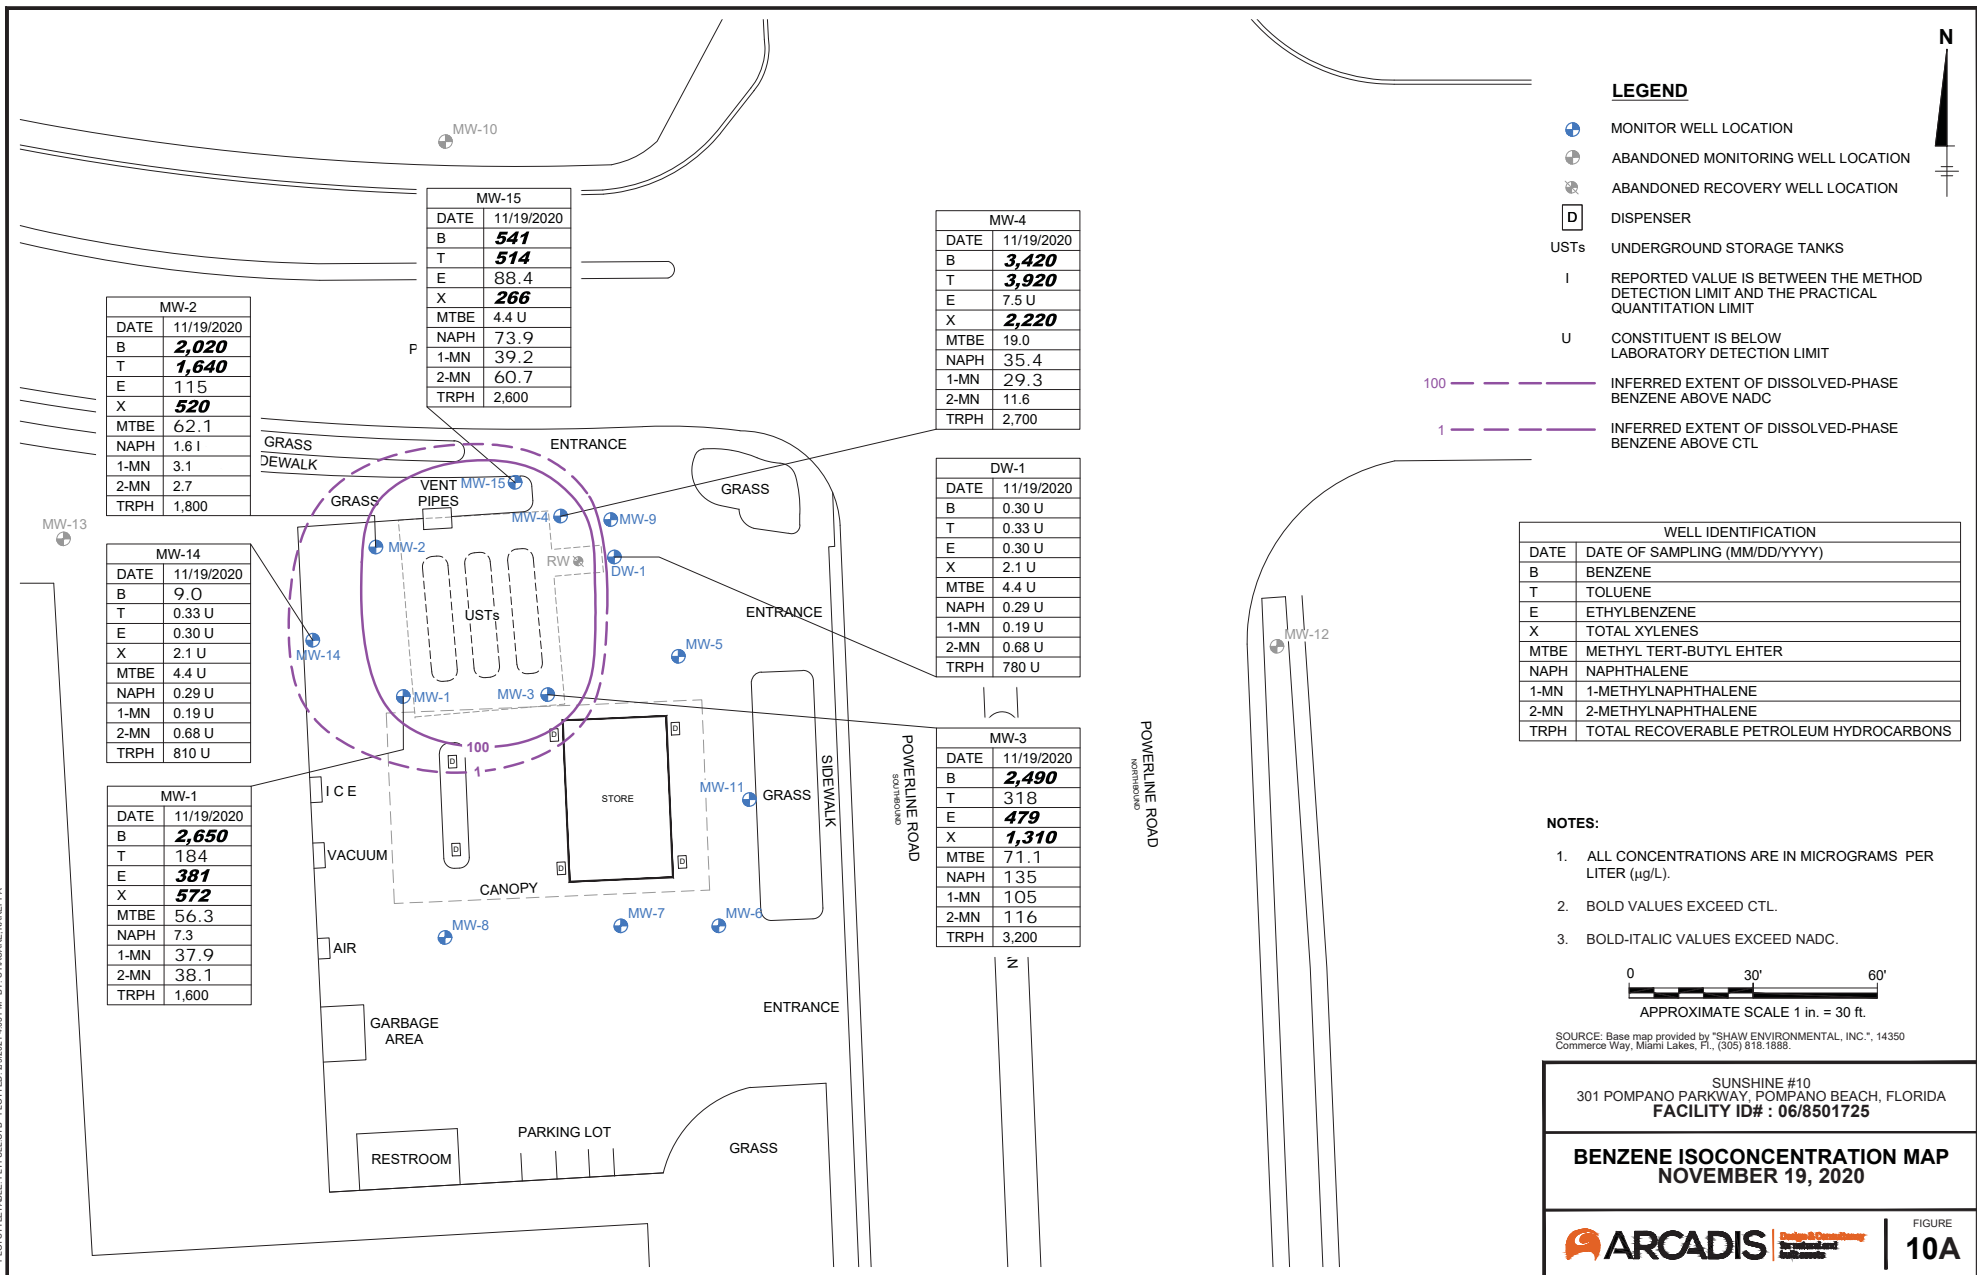 MW-10
MW-15
DATE 11/19/2020
B 541
T 514
E 88.4
X 266
MTBE 4.4 U
NAPH 73.9
1-MN 39.2
2-MN 60.7
TRPH 2,600
MW-4
DATE 11/19/2020
B 3,420
T 3,920
E 7.5 U
X 2,220
MTBE 19.0
NAPH 35.4
1-MN 29.3
2-MN 11.6
TRPH 2,700
MW-2
DATE 11/19/2020
B 2,020
T 1,640
E 115
X 520
MTBE 62.1
NAPH 1.6 I
1-MN 3.1
2-MN 2.7
TRPH 1,800
P
GRASS
DEWALK
ENTRANCE
GRASS
VENT
PIPES
MW-15
GRASS
MW-13
MW-4
MW-9
MW-2
RW
DW-1
USTs
ENTRANCE
MW-14
MW-5
MW-1
MW-3
MW-12
DW-1
DATE 11/19/2020
B 0.30 U
T 0.33 U
E 0.30 U
X 2.1 U
MTBE 4.4 U
NAPH 0.29 U
1-MN 0.19 U
2-MN 0.68 U
TRPH 780 U
MW-14
DATE 11/19/2020
B 9.0
T 0.33 U
E 0.30 U
X 2.1 U
MTBE 4.4 U
NAPH 0.29 U
1-MN 0.19 U
2-MN 0.68 U
TRPH 810 U
MW-3
DATE 11/19/2020
B 2,490
T 318
E 479
X 1,310
MTBE 71.1
NAPH 135
1-MN 105
2-MN 116
TRPH 3,200
MW-1
DATE 11/19/2020
B 2,650
T 184
E 381
X 572
MTBE 56.3
NAPH 7.3
1-MN 37.9
2-MN 38.1
TRPH 1,600
100
1
D
D
D
D
D
D
I C E
STORE
MW-11
GRASS
SIDEWALK
POWERLINE ROAD
SOUTHBOUND
POWERLINE ROAD
NORTHBOUND
VACUUM
CANOPY
MW-8
MW-7
MW-6
AIR
N
GARBAGE
AREA
ENTRANCE
PARKING LOT
RESTROOM
GRASS
N
LEGEND
MONITOR WELL LOCATION
ABANDONED MONITORING WELL LOCATION
ABANDONED RECOVERY WELL LOCATION
D DISPENSER
USTs UNDERGROUND STORAGE TANKS
I REPORTED VALUE IS BETWEEN THE METHOD
DETECTION LIMIT AND THE PRACTICAL
QUANTITATION LIMIT
U CONSTITUENT IS BELOW
LABORATORY DETECTION LIMIT
100 INFERRED EXTENT OF DISSOLVED-PHASE
BENZENE ABOVE NADC
1 INFERRED EXTENT OF DISSOLVED-PHASE
BENZENE ABOVE CTL
WELL IDENTIFICATION
DATE DATE OF SAMPLING (MM/DD/YYYY)
B BENZENE
T TOLUENE
E ETHYLBENZENE
X TOTAL XYLENES
MTBE METHYL TERT-BUTYL EHTER
NAPH NAPHTHALENE
1-MN 1-METHYLNAPHTHALENE
2-MN 2-METHYLNAPHTHALENE
TRPH TOTAL RECOVERABLE PETROLEUM HYDROCARBONS
NOTES:
1. ALL CONCENTRATIONS ARE IN MICROGRAMS PER
LITER (µg/L).
2. BOLD VALUES EXCEED CTL.
3. BOLD-ITALIC VALUES EXCEED NADC.
0 30' 60'
APPROXIMATE SCALE 1 in. = 30 ft.
SOURCE: Base map provided by "SHAW ENVIRONMENTAL, INC.", 14350
Commerce Way, Miami Lakes, Fl., (305) 818.1888.
SUNSHINE #10
301 POMPANO PARKWAY, POMPANO BEACH, FLORIDA
FACILITY ID# : 06/8501725
BENZENE ISOCONCENTRATION MAP
NOVEMBER 19, 2020
ARCADIS
Design & Consultancy
for natural and
built assets
FIGURE
10A